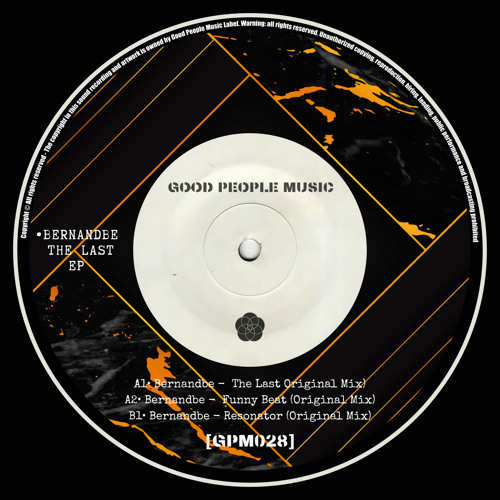 Copyright © All rights reserved - The copyright in this sound recording and artwork is owned by Good People Music Label. Warning: all rights reserved. Unauthorized copying, reproduction, hiring, lending, public performance and broadcasting prohibited
GOOD PEOPLE MUSIC
•BERNANDBE
THE LAST
EP
A1• Bernandbe - The Last Original Mix)
A2• Bernandbe - Funny Beat (Original Mix)
B1• Bernandbe - Resonator (Original Mix)
[GPM028]